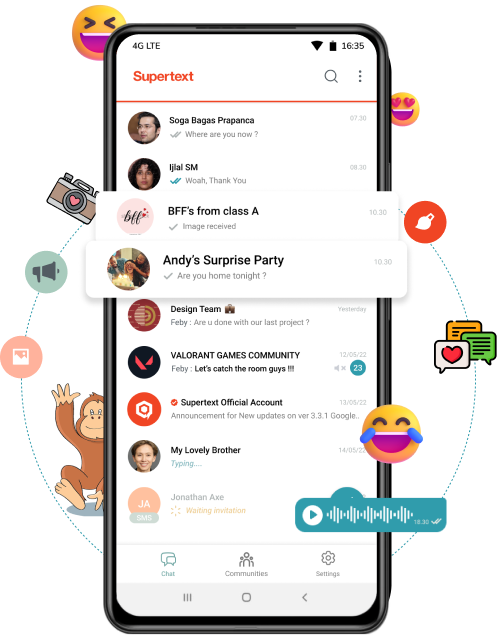 4G LTE
16:35
Supertext
Soga Bagas Prapanca
07.30
Where are you now ?
Ijlal SM
08.30
Woah, Thank You
bff
BFF's from class A
10.30
Image received
Andy's Surprise Party
10.30
Are you home tonight ?
Design Team
Yesterday
Feby : Are u done with our last project ?
VALORANT GAMES COMMUNITY
12/05/22
Feby : Let's catch the room guys !!!
23
Supertext Official Account
13/05/22
Announcement for New updates on ver 3.3.1 Google..
My Lovely Brother
14/05/22
Typing....
JA
SMS
Jonathan Axe
Waiting invitation
18.30
Chat
Communities
Settings